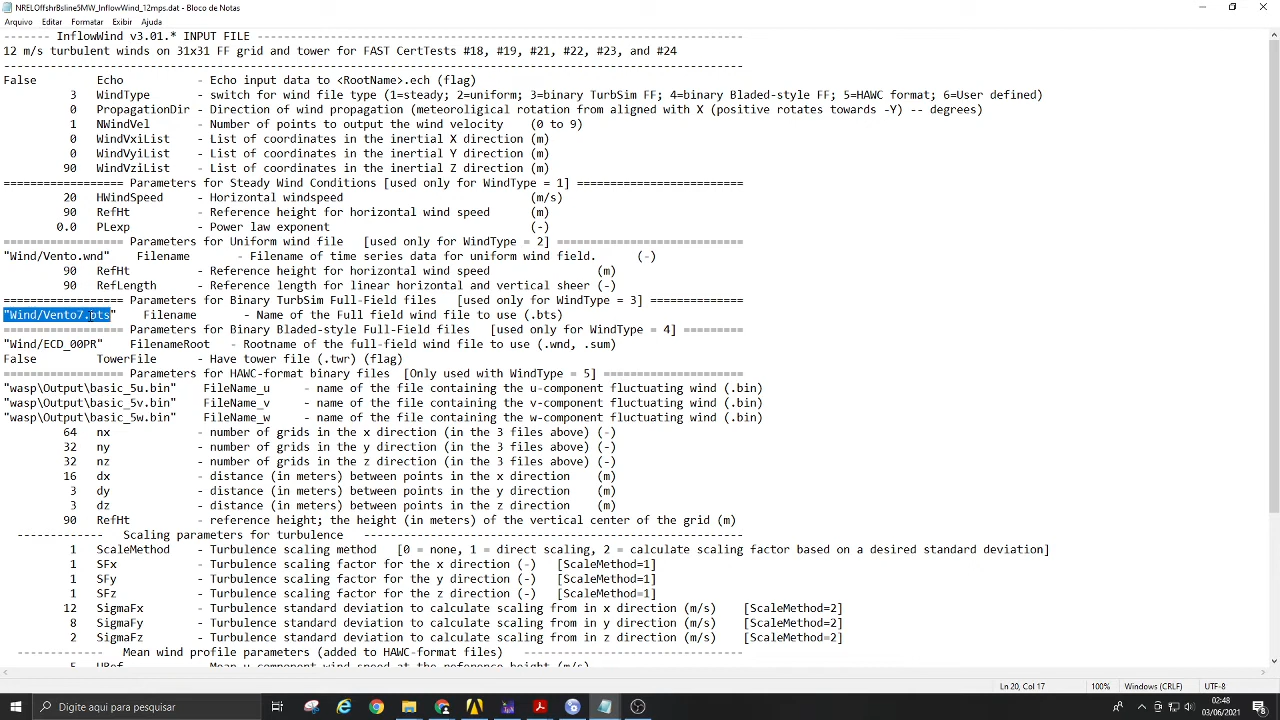 NRELOffshrBsline5MW_InflowWind_12mps.dat - Bloco de Notas
Arquivo Editar Formatar Exibir Ajuda
------- InflowWind v3.01.* INPUT FILE -------------------------------------------------------------------------
12 m/s turbulent winds on 31x31 FF grid and tower for FAST CertTests #18, #19, #21, #22, #23, and #24
---------------------------------------------------------------------------------------------------------------
False Echo - Echo input data to <RootName>.ech (flag)
3 WindType - switch for wind file type (1=steady; 2=uniform; 3=binary TurbSim FF; 4=binary Bladed-style FF; 5=HAWC format; 6=User defined)
0 PropagationDir - Direction of wind propagation (meteoroligical rotation from aligned with X (positive rotates towards -Y) -- degrees)
1 NWindVel - Number of points to output the wind velocity (0 to 9)
0 WindVxiList - List of coordinates in the inertial X direction (m)
0 WindVyiList - List of coordinates in the inertial Y direction (m)
90 WindVziList - List of coordinates in the inertial Z direction (m)
================== Parameters for Steady Wind Conditions [used only for WindType = 1] =========================
20 HWindSpeed - Horizontal windspeed (m/s)
90 RefHt - Reference height for horizontal wind speed (m)
0.0 PLexp - Power law exponent (-)
================== Parameters for Uniform wind file [used only for WindType = 2] ============================
"Wind/Vento.wnd" Filename - Filename of time series data for uniform wind field. (-)
90 RefHt - Reference height for horizontal wind speed (m)
90 RefLength - Reference length for linear horizontal and vertical sheer (-)
================== Parameters for Binary TurbSim Full-Field files [used only for WindType = 3] ==============
"Wind/Vento7.bts" Filename - Name of the Full field wind file to use (.bts)
================== Parameters for Binary Bladed-style Full-Field files [used only for WindType = 4] =========
"Wind/ECD_00PR" FilenameRoot - Rootname of the full-field wind file to use (.wnd, .sum)
False TowerFile - Have tower file (.twr) (flag)
================== Parameters for HAWC-format binary files [Only used with WindType = 5] =====================
"wasp\Output\basic_5u.bin" FileName_u - name of the file containing the u-component fluctuating wind (.bin)
"wasp\Output\basic_5v.bin" FileName_v - name of the file containing the v-component fluctuating wind (.bin)
"wasp\Output\basic_5w.bin" FileName_w - name of the file containing the w-component fluctuating wind (.bin)
64 nx - number of grids in the x direction (in the 3 files above) (-)
32 ny - number of grids in the y direction (in the 3 files above) (-)
32 nz - number of grids in the z direction (in the 3 files above) (-)
16 dx - distance (in meters) between points in the x direction (m)
3 dy - distance (in meters) between points in the y direction (m)
3 dz - distance (in meters) between points in the z direction (m)
90 RefHt - reference height; the height (in meters) of the vertical center of the grid (m)
------------- Scaling parameters for turbulence ---------------------------------------------------------
1 ScaleMethod - Turbulence scaling method [0 = none, 1 = direct scaling, 2 = calculate scaling factor based on a desired standard deviation]
1 SFx - Turbulence scaling factor for the x direction (-) [ScaleMethod=1]
1 SFy - Turbulence scaling factor for the y direction (-) [ScaleMethod=1]
1 SFz - Turbulence scaling factor for the z direction (-) [ScaleMethod=1]
12 SigmaFx - Turbulence standard deviation to calculate scaling from in x direction (m/s) [ScaleMethod=2]
8 SigmaFy - Turbulence standard deviation to calculate scaling from in y direction (m/s) [ScaleMethod=2]
2 SigmaFz - Turbulence standard deviation to calculate scaling from in z direction (m/s) [ScaleMethod=2]
------------- Mean wind profile parameters (added to HAWC-format files) ---------------------------------
5 URef - Mean u-component wind speed at the reference height (m/s)
Ln 20, Col 17 100% Windows (CRLF) UTF-8
Digite aqui para pesquisar
02:48
03/06/2021
8